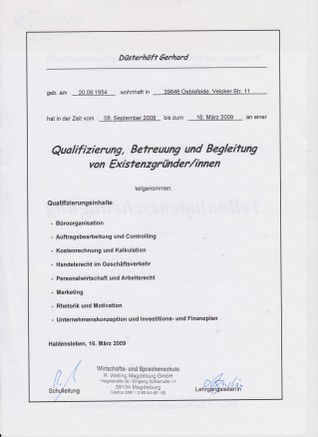 Düsterhöft Gerhard
geb. am 20.08.1954 wohnhaft in 39646 Oebisfelde, Velpker Str. 11
hat in der Zeit vom 08. September 2008 bis zum 16. März 2009 an einer
Qualifizierung, Betreuung und Begleitung
von Existenzgründer/innen
teilgenommen.
Qualifizierungsinhalte
- Büroorganisation
- Auftragsbearbeitung und Controlling
- Kostenrechnung und Kalkulation
- Handelsrecht im Geschäftsverkehr
- Personalwirtschaft und Arbeitsrecht
- Marketing
- Rhetorik und Motivation
- Unternehmenskonzeption und Investitions- und Finanzplan
Haldensleben, 16. März 2009
Wirtschafts- und Sprachenschule
R. Welling Magdeburg GmbH
39104 Magdeburg
Schulleitung Lehrgangsleiterin